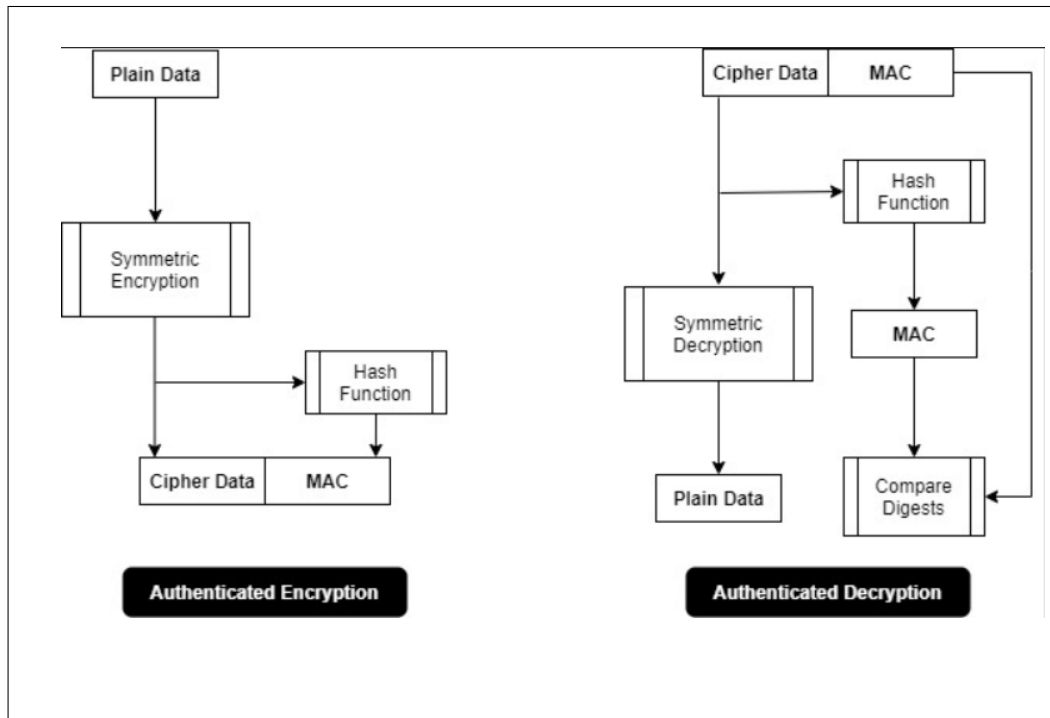 Plain Data
Symmetric
Encryption
Hash
Function
Cipher Data
MAC
Authenticated Encryption
Cipher Data
MAC
Hash
Function
Symmetric
Decryption
MAC
Plain Data
Compare
Digests
Authenticated Decryption